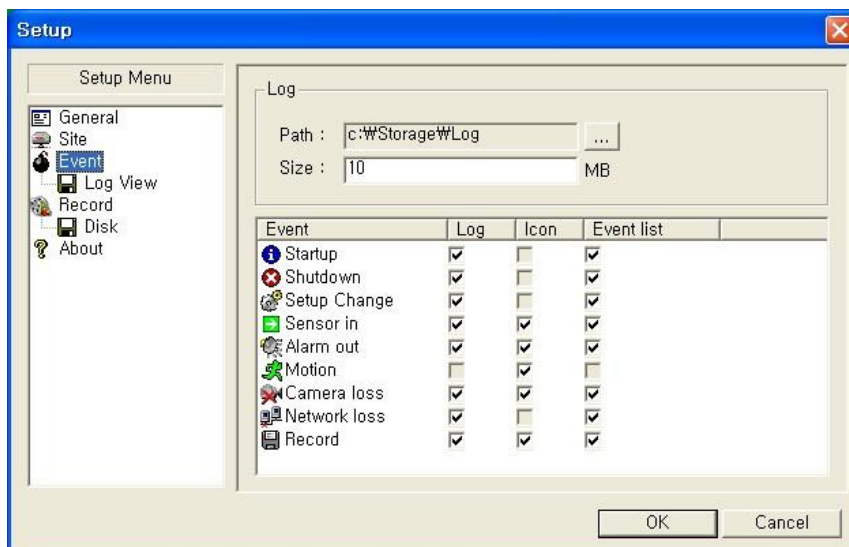 Setup
Setup Menu
General
Site
Event
Log View
Record
Disk
About
Log
Path : c:₩Storage₩Log ...
Size : 10 MB
Event Log Icon Event list
Startup
Shutdown
Setup Change
Sensor in
Alarm out
Motion
Camera loss
Network loss
Record
OK Cancel